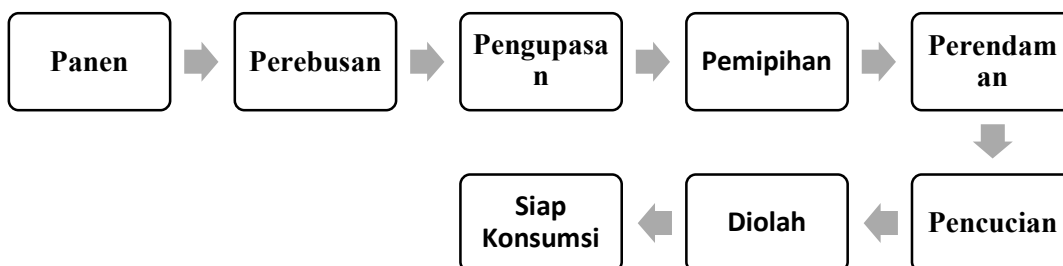 Panen
Perebusan
Pengupasa
n
Pemipihan
Perendam
an
Pencucian
Diolah
Siap
Konsumsi